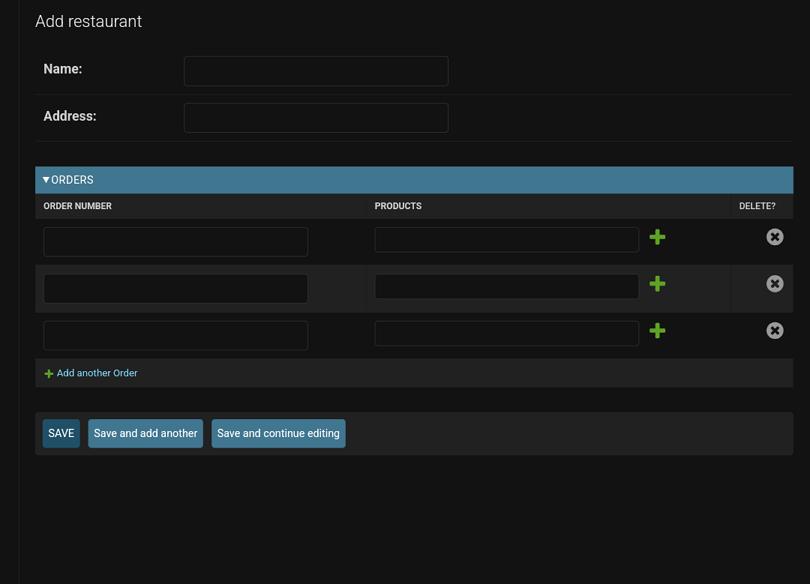 Add restaurant
Name:
Address:
▼ORDERS
ORDER NUMBER PRODUCTS DELETE?
Add another Order
SAVE Save and add another Save and continue editing